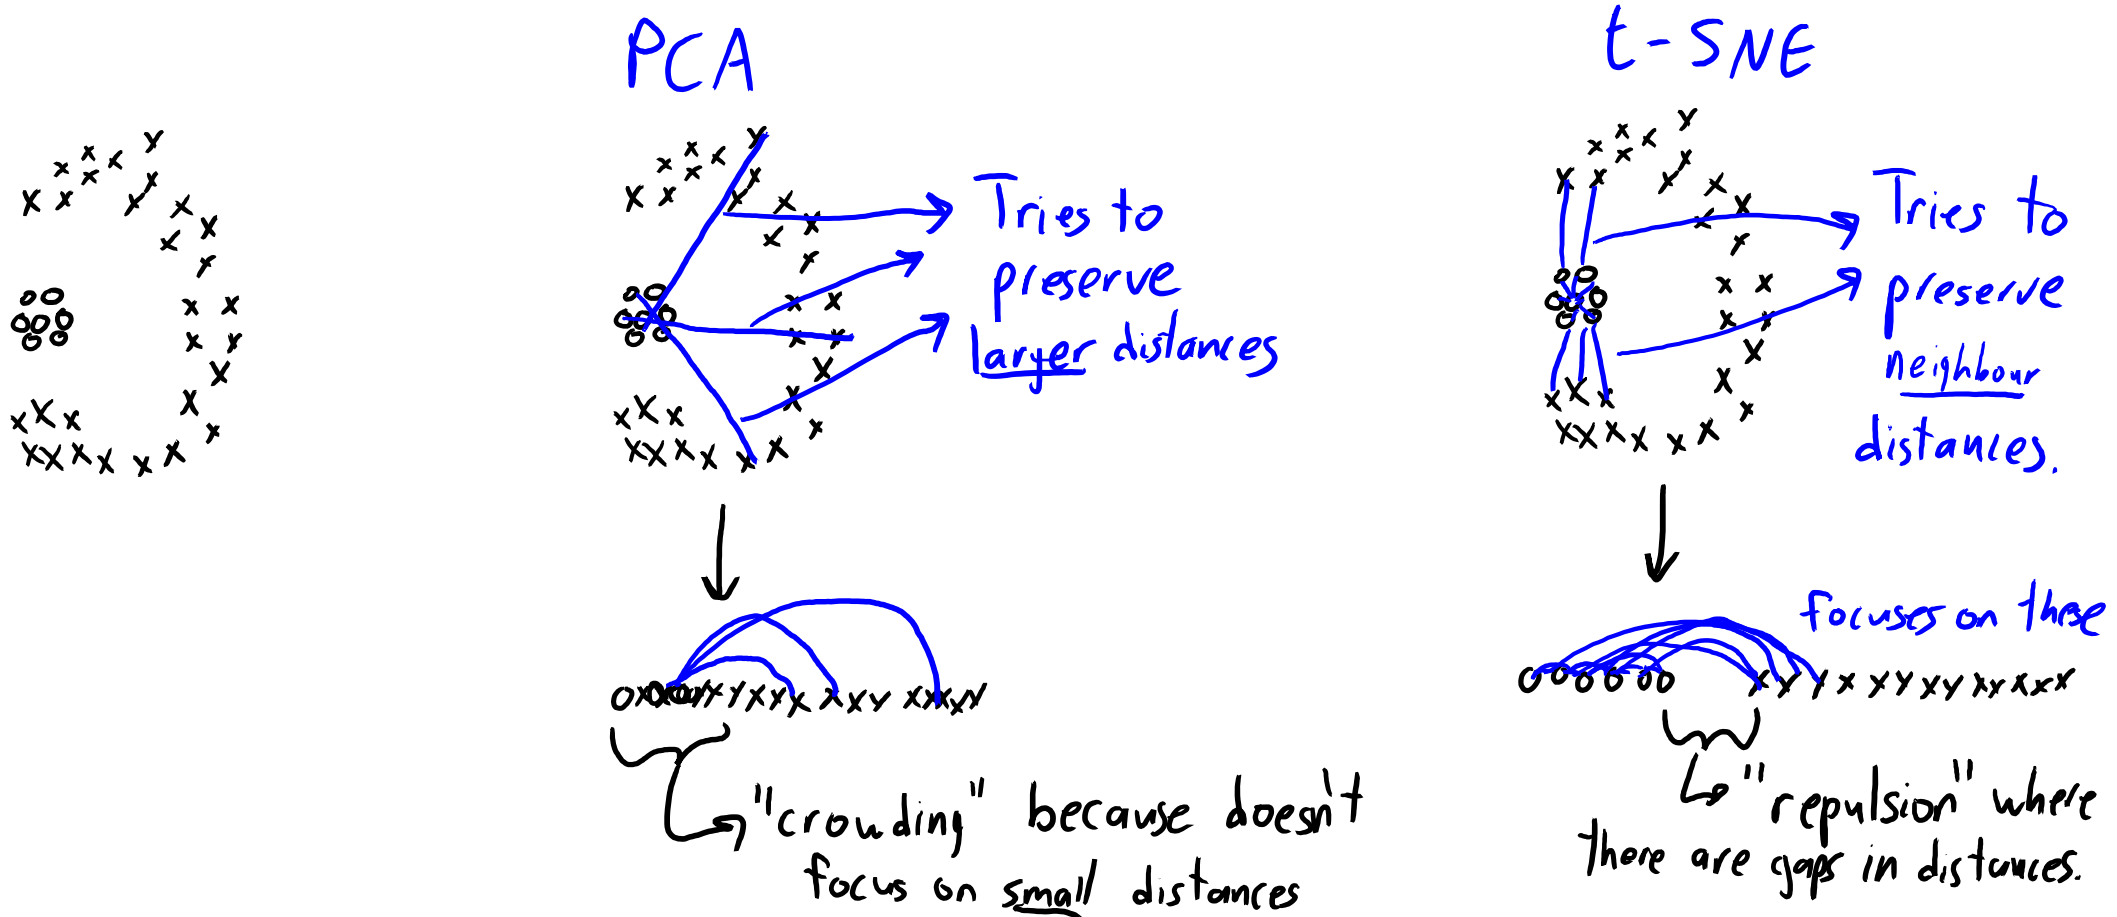 PCA
Tries to
preserve
larger distances
"crowding" because doesn't
focus on small distances
t-SNE
Tries to
preserve
neighbour
distances.
focuses on these
"repulsion" where
there are gaps in distances.